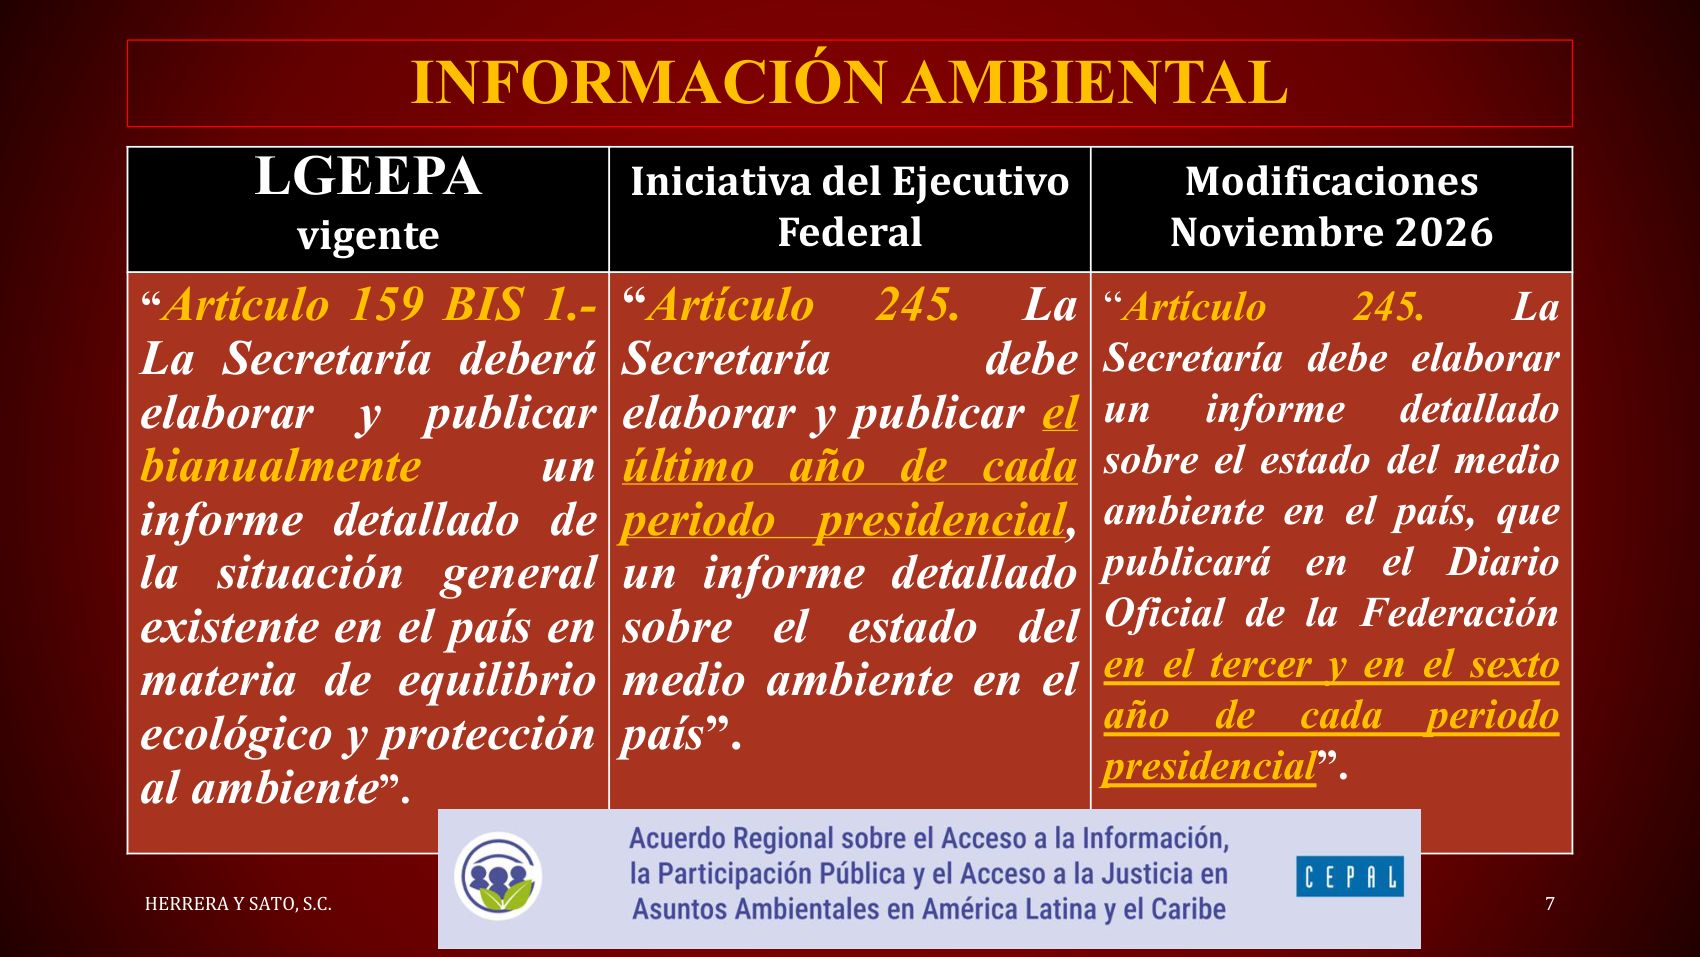 INFORMACIÓN AMBIENTAL
LGEEPA
vigente
Iniciativa del Ejecutivo
Federal
Modificaciones
Noviembre 2026
“Artículo 159 BIS 1.-
La Secretaría deberá
elaborar y publicar
bianualmente un
informe detallado de
la situación general
existente en el país en
materia de equilibrio
ecológico y protección
al ambiente”.
“Artículo 245. La
Secretaría debe
elaborar y publicar el
último año de cada
periodo presidencial,
un informe detallado
sobre el estado del
medio ambiente en el
país”.
“Artículo 245. La
Secretaría debe elaborar
un informe detallado
sobre el estado del medio
ambiente en el país, que
publicará en el Diario
Oficial de la Federación
en el tercer y en el sexto
año de cada periodo
presidencial”.
Acuerdo Regional sobre el Acceso a la Información,
la Participación Pública y el Acceso a la Justicia en
Asuntos Ambientales en América Latina y el Caribe
CEPAL
HERRERA Y SATO, S.C.
7